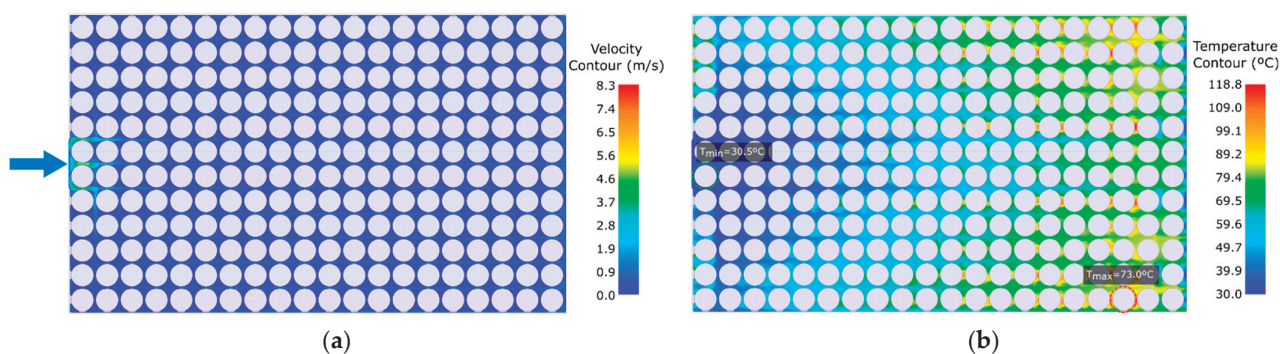 Velocity
Contour (m/s)
8.3
7.4
6.5
5.6
4.6
3.7
2.8
1.9
0.9
0.0
(a)
Tmin=30.5ºC
Tmax=73.0ºC
Temperature
Contour (ºC)
118.8
109.0
99.1
89.2
79.4
69.5
59.6
49.7
39.9
30.0
(b)